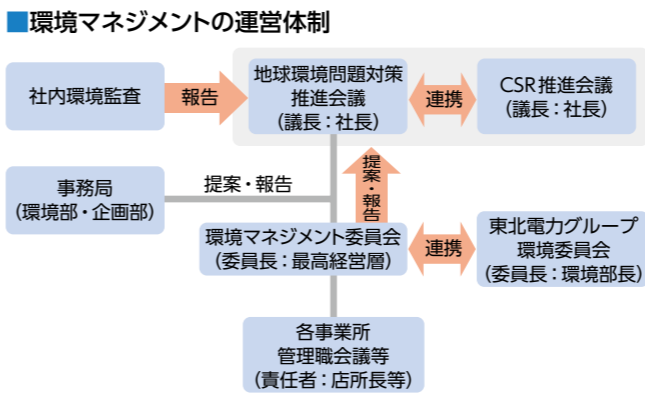 ■環境マネジメントの運営体制
社内環境監査
報告
地球環境問題対策
推進会議
(議長：社長)
連携
CSR推進会議
(議長：社長)
事務局
(環境部・企画部)
提案・報告
提案・報告
環境マネジメント委員会
(委員長：最高経営層)
連携
東北電力グループ
環境委員会
(委員長：環境部長)
各事業所
管理職会議等
(責任者：店所長等)